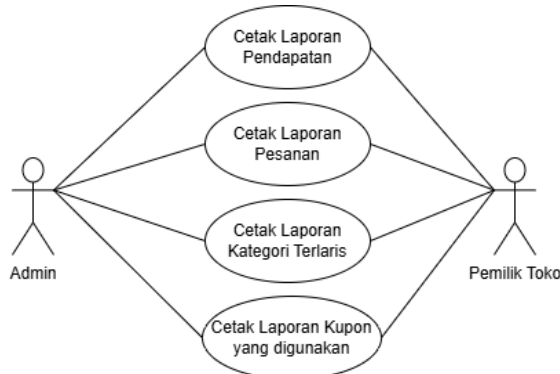 Cetak Laporan
Pendapatan
Cetak Laporan
Pesanan
Cetak Laporan
Kategori Terlaris
Admin
Pemilik Toko
Cetak Laporan Kupon
yang digunakan